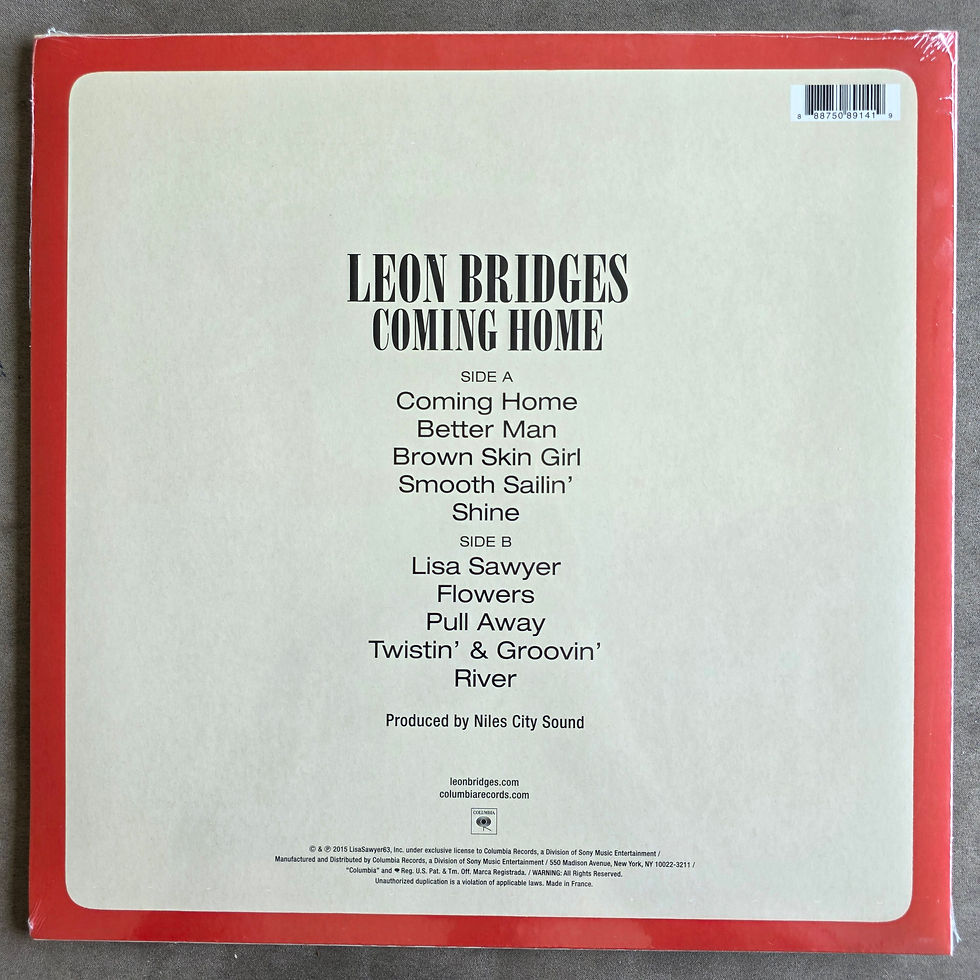 8 88750 89141 9
LEON BRIDGES
COMING HOME
SIDE A
Coming Home
Better Man
Brown Skin Girl
Smooth Sailin’
Shine
SIDE B
Lisa Sawyer
Flowers
Pull Away
Twistin’ & Groovin’
River
Produced by Niles City Sound
leonbridges.com
columbiarecords.com
COLUMBIA
© & ℗ 2015 LisaSawyer63, Inc. under exclusive license to Columbia Records, a Division of Sony Music Entertainment /
Manufactured and Distributed by Columbia Records, a Division of Sony Music Entertainment / 550 Madison Avenue, New York, NY 10022-3211 /
“Columbia” and Reg. U.S. Pat. & Tm. Off. Marca Registrada. / WARNING: All Rights Reserved.
Unauthorized duplication is a violation of applicable laws. Made in France.